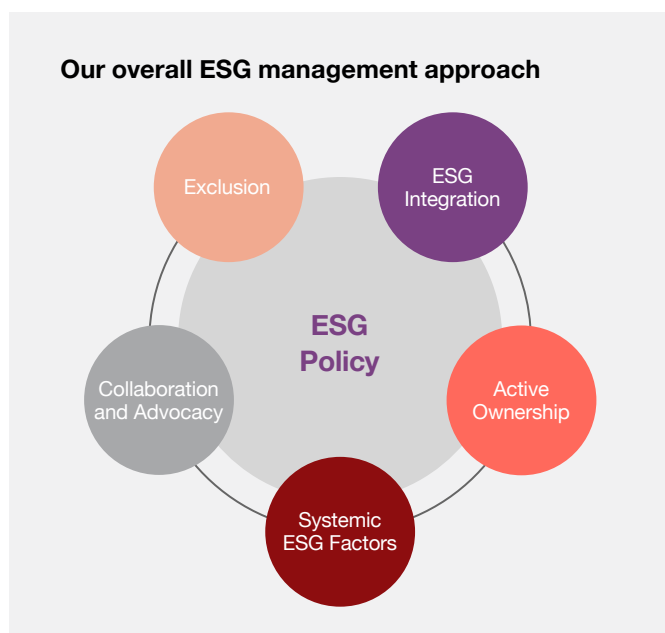 Our overall ESG management approach
Exclusion
ESG
Integration
ESG
Policy
Collaboration
and Advocacy
Active
Ownership
Systemic
ESG Factors